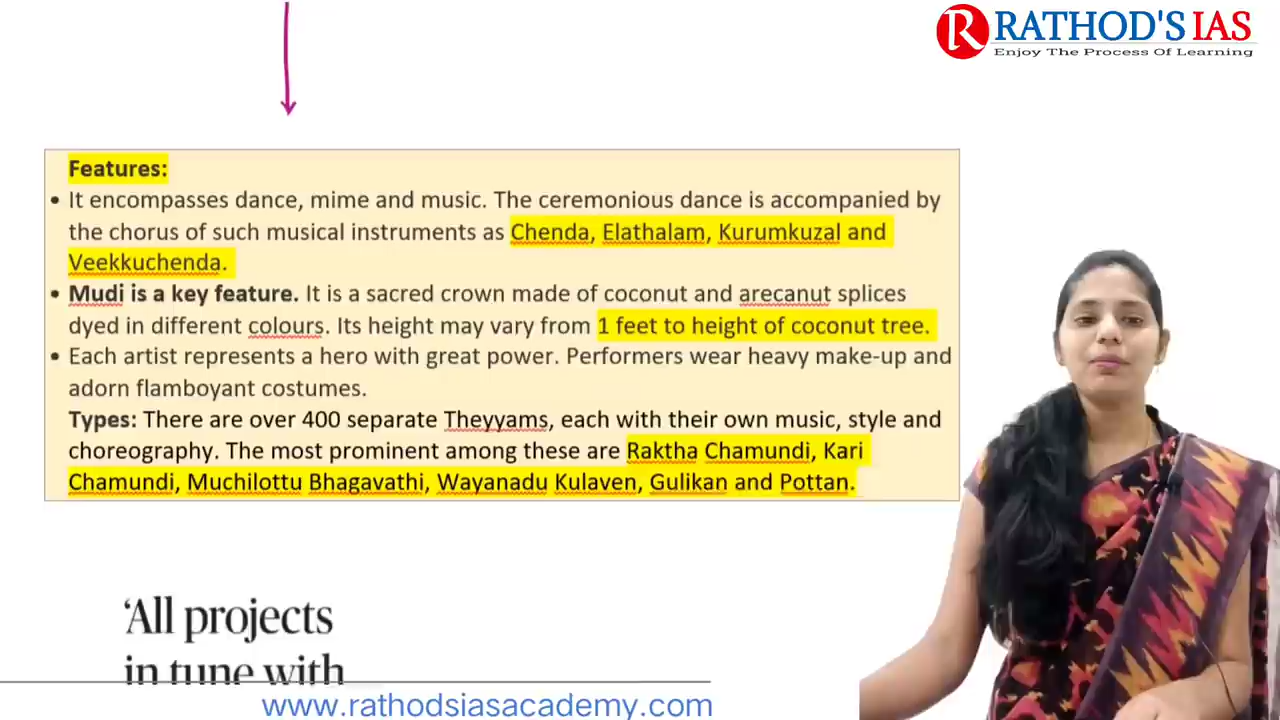 RATHOD'S IAS
Enjoy The Process Of Learning
Features:
• It encompasses dance, mime and music. The ceremonious dance is accompanied by
the chorus of such musical instruments as Chenda, Elathalam, Kurumkuzal and
Veekkuchenda.
• Mudi is a key feature. It is a sacred crown made of coconut and arecanut splices
dyed in different colours. Its height may vary from 1 feet to height of coconut tree.
• Each artist represents a hero with great power. Performers wear heavy make-up and
adorn flamboyant costumes.
Types: There are over 400 separate Theyyams, each with their own music, style and
choreography. The most prominent among these are Raktha Chamundi, Kari
Chamundi, Muchilottu Bhagavathi, Wayanadu Kulaven, Gulikan and Pottan.
‘All projects
in tune with
www.rathodsiasacademy.com